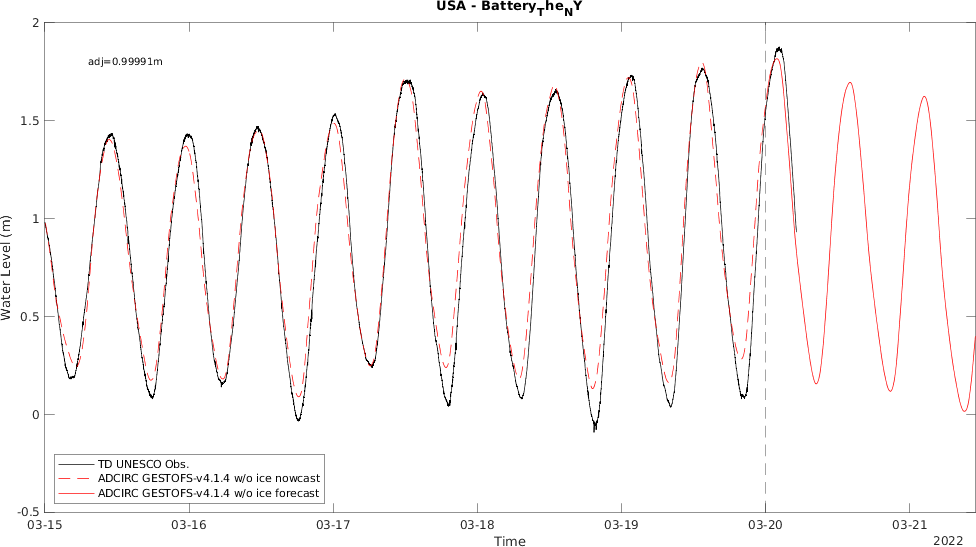 USA - Battery_The_NY
2
adj=0.99991m
1.5
1
Water Level (m)
0.5
0
TD UNESCO Obs.
ADCIRC GESTOFS-v4.1.4 w/o ice nowcast
ADCIRC GESTOFS-v4.1.4 w/o ice forecast
-0.5
03-15 03-16 03-17 03-18 03-19 03-20 03-21
Time
2022